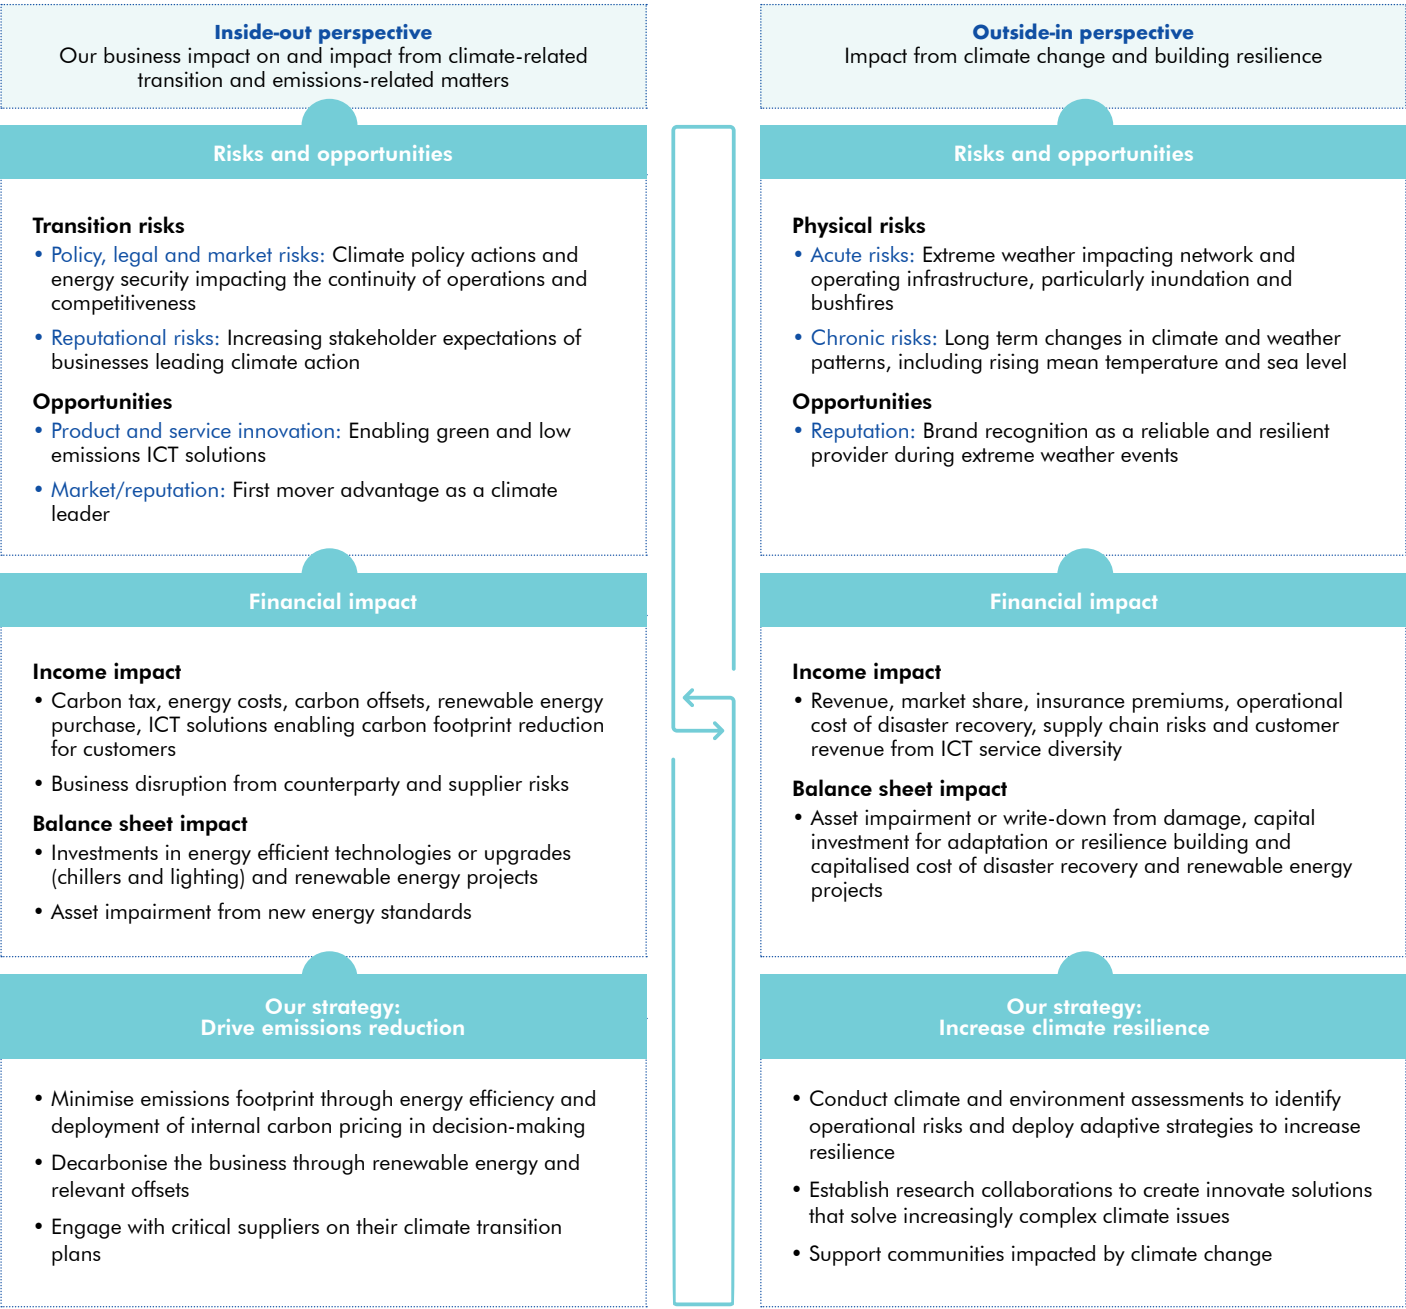 Inside-out perspective
Our business impact on and impact from climate-related
transition and emissions-related matters
Risks and opportunities
Transition risks
• Policy, legal and market risks: Climate policy actions and
energy security impacting the continuity of operations and
competitiveness
• Reputational risks: Increasing stakeholder expectations of
businesses leading climate action
Opportunities
• Product and service innovation: Enabling green and low
emissions ICT solutions
• Market/reputation: First mover advantage as a climate
leader
Financial impact
Income impact
• Carbon tax, energy costs, carbon offsets, renewable energy
purchase, ICT solutions enabling carbon footprint reduction
for customers
• Business disruption from counterparty and supplier risks
Balance sheet impact
• Investments in energy efficient technologies or upgrades
(chillers and lighting) and renewable energy projects
• Asset impairment from new energy standards
Our strategy:
Drive emissions reduction
• Minimise emissions footprint through energy efficiency and
deployment of internal carbon pricing in decision-making
• Decarbonise the business through renewable energy and
relevant offsets
• Engage with critical suppliers on their climate transition
plans
Outside-in perspective
Impact from climate change and building resilience
Risks and opportunities
Physical risks
• Acute risks: Extreme weather impacting network and
operating infrastructure, particularly inundation and
bushfires
• Chronic risks: Long term changes in climate and weather
patterns, including rising mean temperature and sea level
Opportunities
• Reputation: Brand recognition as a reliable and resilient
provider during extreme weather events
Financial impact
Income impact
• Revenue, market share, insurance premiums, operational
cost of disaster recovery, supply chain risks and customer
revenue from ICT service diversity
Balance sheet impact
• Asset impairment or write-down from damage, capital
investment for adaptation or resilience building and
capitalised cost of disaster recovery and renewable energy
projects
Our strategy:
Increase climate resilience
• Conduct climate and environment assessments to identify
operational risks and deploy adaptive strategies to increase
resilience
• Establish research collaborations to create innovate solutions
that solve increasingly complex climate issues
• Support communities impacted by climate change